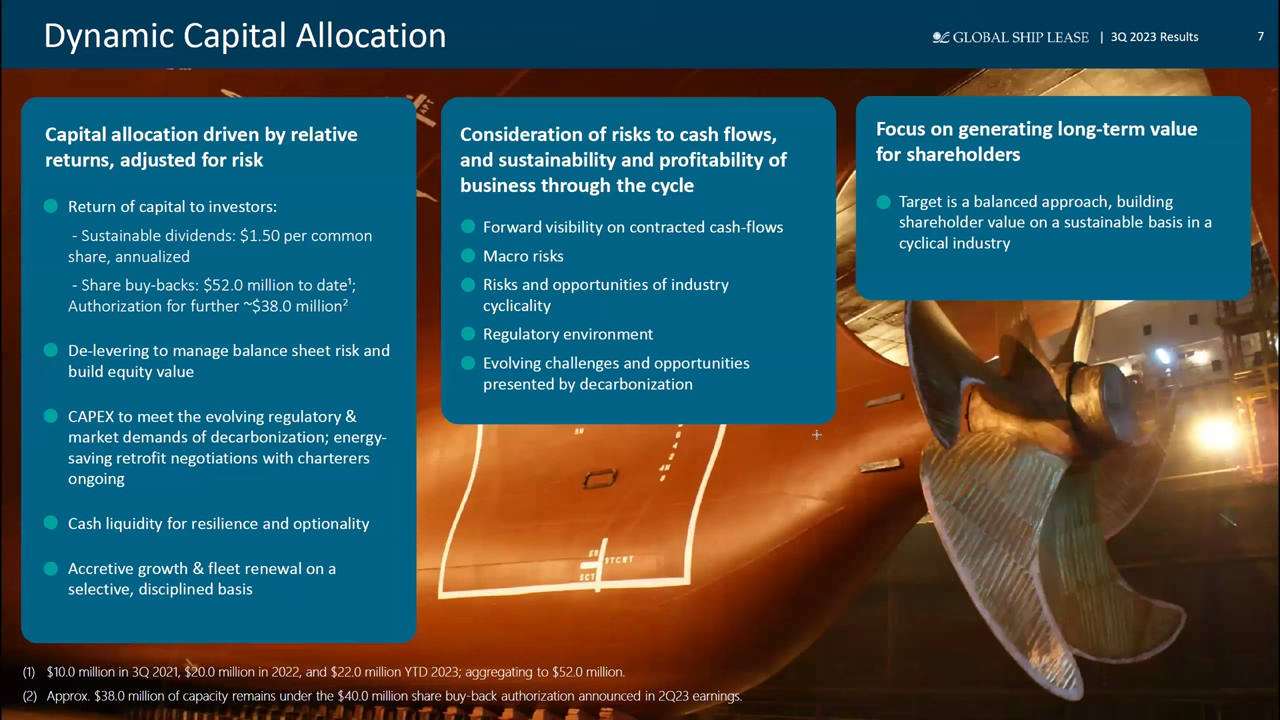 Dynamic Capital Allocation
GLOBAL SHIP LEASE | 3Q 2023 Results
7
Capital allocation driven by relative
returns, adjusted for risk
Return of capital to investors:
- Sustainable dividends: $1.50 per common
share, annualized
- Share buy-backs: $52.0 million to date¹;
Authorization for further ~$38.0 million²
De-levering to manage balance sheet risk and
build equity value
CAPEX to meet the evolving regulatory &
market demands of decarbonization; energy-
saving retrofit negotiations with charterers
ongoing
Cash liquidity for resilience and optionality
Accretive growth & fleet renewal on a
selective, disciplined basis
Consideration of risks to cash flows,
and sustainability and profitability of
business through the cycle
Forward visibility on contracted cash-flows
Macro risks
Risks and opportunities of industry
cyclicality
Regulatory environment
Evolving challenges and opportunities
presented by decarbonization
Focus on generating long-term value
for shareholders
Target is a balanced approach, building
shareholder value on a sustainable basis in a
cyclical industry
(1) $10.0 million in 3Q 2021, $20.0 million in 2022, and $22.0 million YTD 2023; aggregating to $52.0 million.
(2) Approx. $38.0 million of capacity remains under the $40.0 million share buy-back authorization announced in 2Q23 earnings.